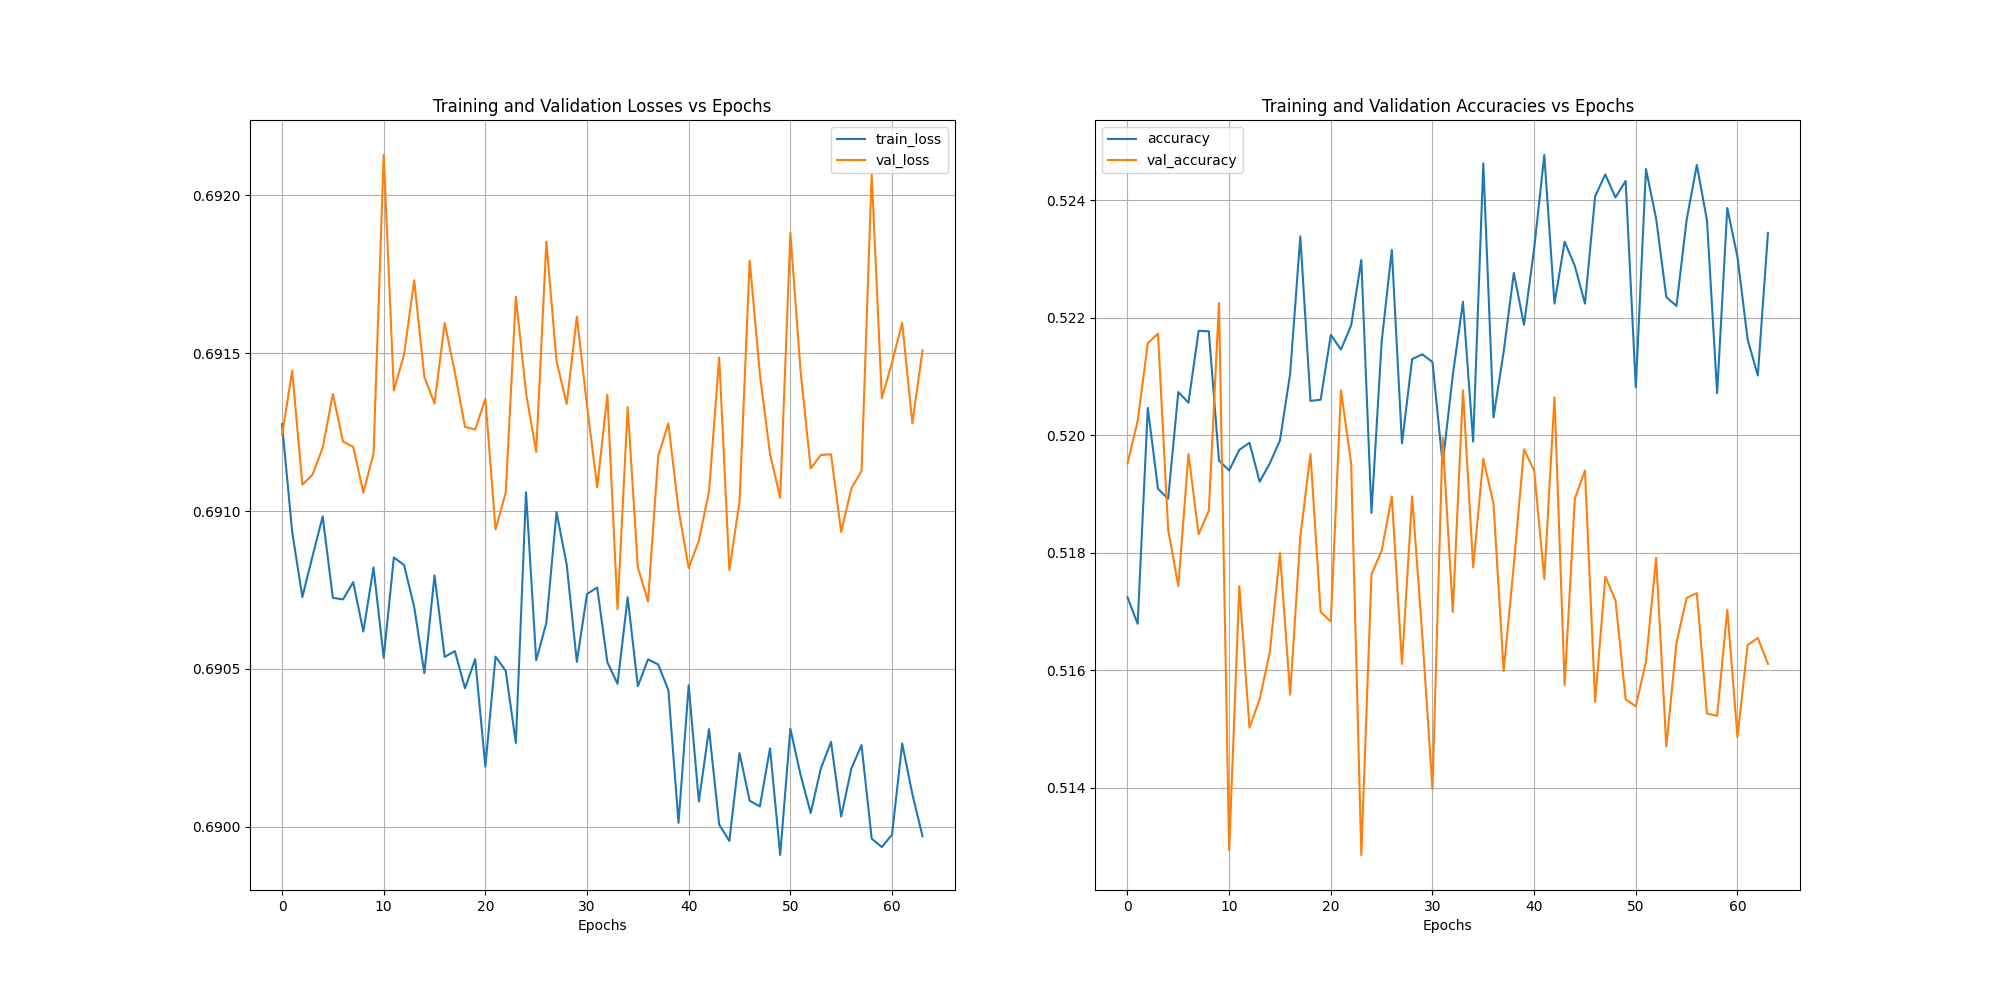 Training and Validation Losses vs Epochs
train_loss
val_loss
0.6920
0.6915
0.6910
0.6905
0.6900
0 10 20 30 40 50 60
Epochs
Training and Validation Accuracies vs Epochs
accuracy
val_accuracy
0.524
0.522
0.520
0.518
0.516
0.514
0 10 20 30 40 50 60
Epochs